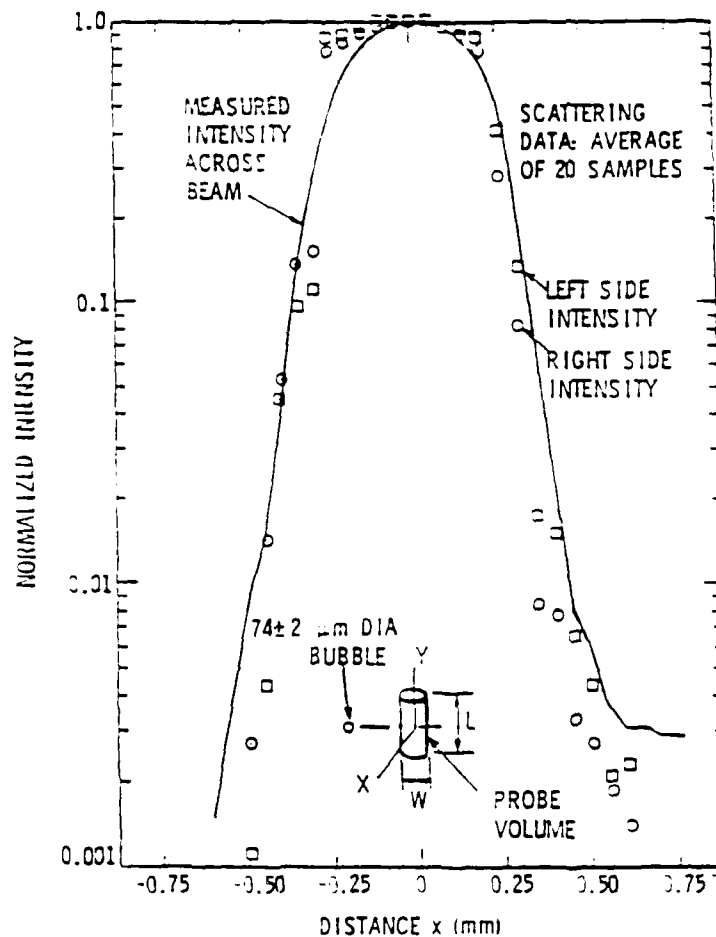 1.0
MEASURED
INTENSITY
ACROSS
BEAM
SCATTERING
DATA: AVERAGE
OF 20 SAMPLES
0.1
LEFT SIDE
INTENSITY
RIGHT SIDE
INTENSITY
NORMALIZED INTENSITY
0.01
74±2 μm DIA
BUBBLE
Y
L
X
W
PROBE
VOLUME
0.001
-0.75 -0.50 -0.25 0 0.25 0.50 0.75
DISTANCE x (mm)